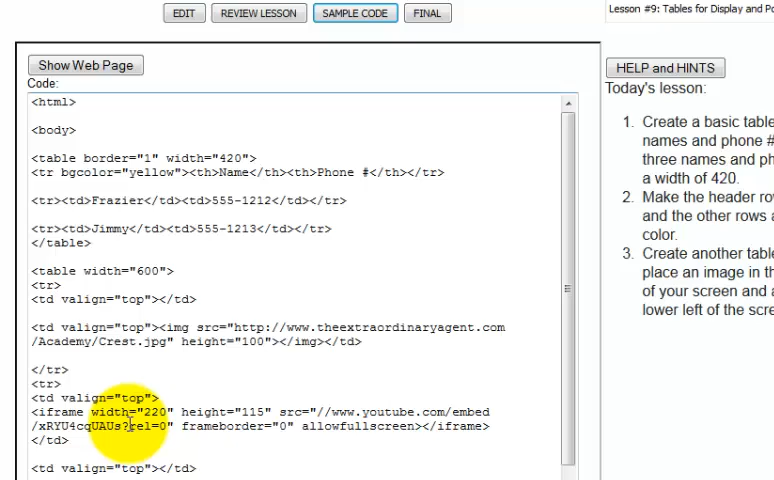 EDIT
REVIEW LESSON
SAMPLE CODE
FINAL
Lesson #9: Tables for Display and Po
Show Web Page
Code:
<html>
<body>
<table border="1" width="420">
<tr bgcolor="yellow"><th>Name</th><th>Phone #</th></tr>
<tr><td>Frazier</td><td>555-1212</td></tr>
<tr><td>Jimmy</td><td>555-1213</td></tr>
</table>
<table width="600">
<tr>
<td valign="top"></td>
<td valign="top"><img src="http://www.theextraordinaryagent.com
/Academy/Crest.jpg" height="100"></img></td>
</tr>
<tr>
<td valign="top">
<iframe width="220" height="115" src="//www.youtube.com/embed
/xRYU4cqUAUs?rel=0" frameborder="0" allowfullscreen></iframe>
</td>
<td valign="top"></td>
HELP and HINTS
Today's lesson:
1. Create a basic table
names and phone #
three names and ph
a width of 420.
2. Make the header ro
and the other rows a
color.
3. Create another table
place an image in th
of your screen and a
lower left of the scre